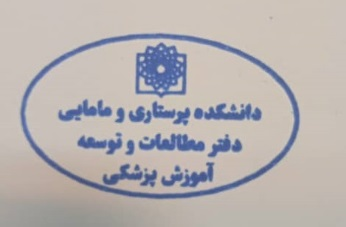 دانشکده پرستاری و مامایی
دفتر مطالعات و توسعه
آموزش پزشکی